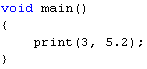 void main()
{
    print(3, 5.2);
}